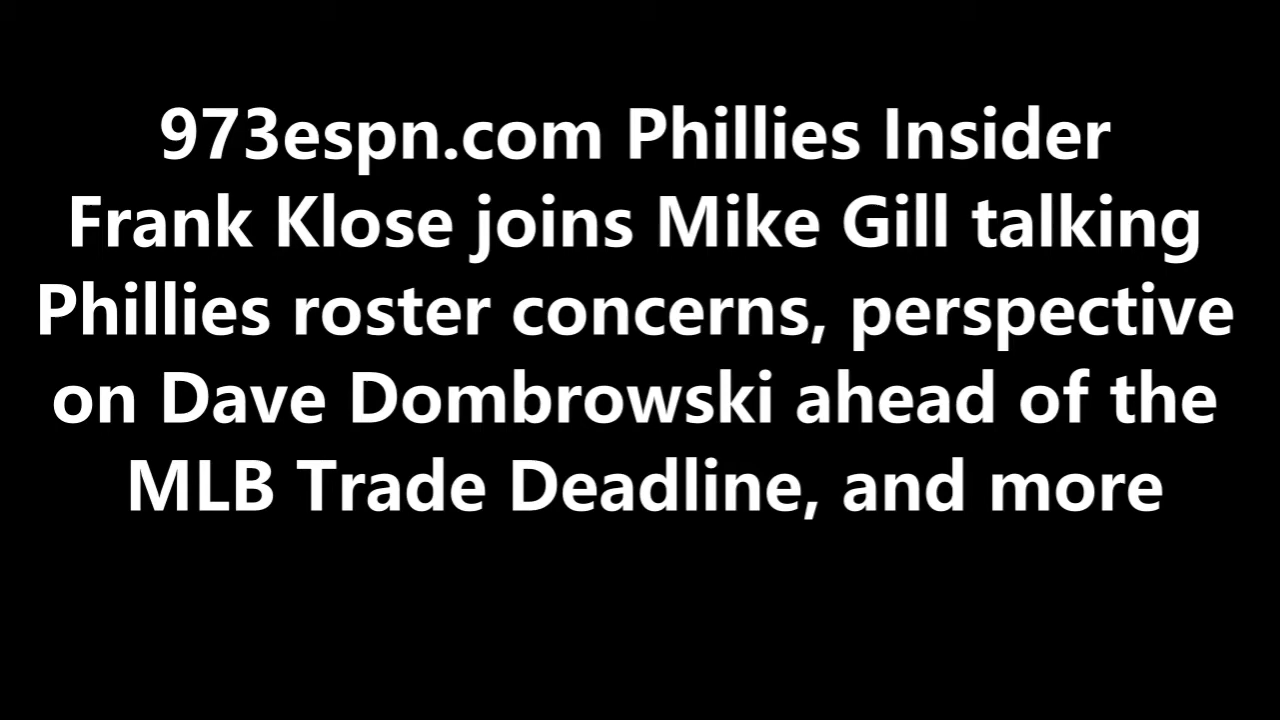 973espn.com Phillies Insider
Frank Klose joins Mike Gill talking
Phillies roster concerns, perspective
on Dave Dombrowski ahead of the
MLB Trade Deadline, and more